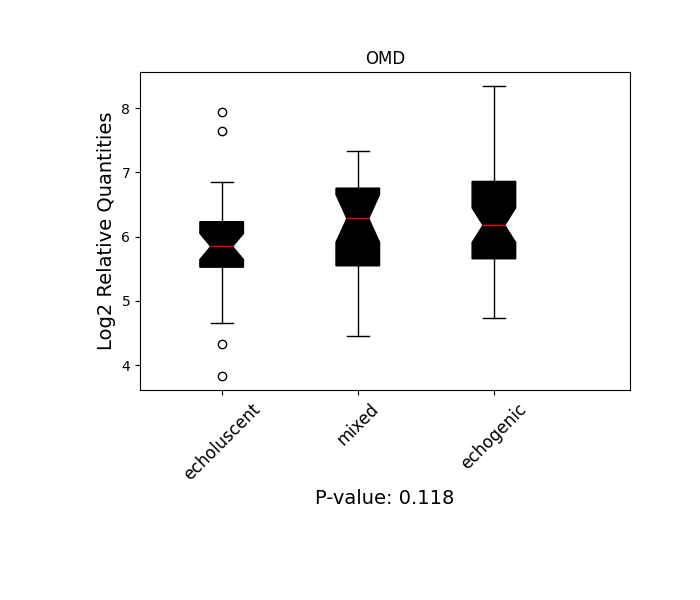 OMD
Log2 Relative Quantities
8
7
6
5
4
echoluscent
mixed
echogenic
P-value: 0.118